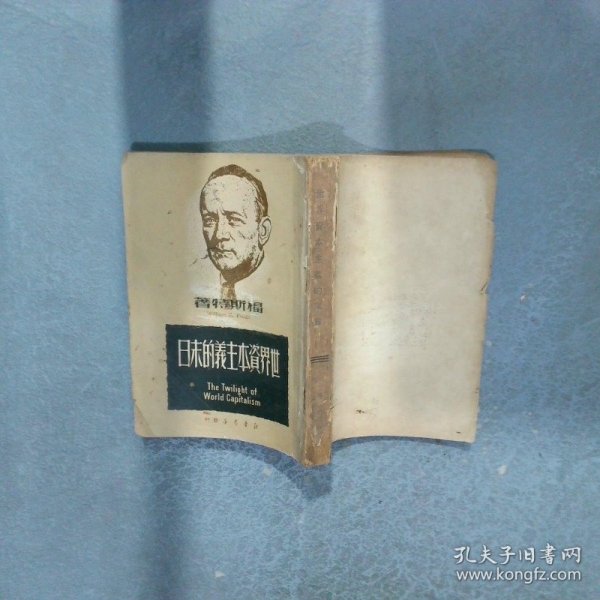 福斯特著
世界資本主義的末日
The Twilight of
World Capitalism
孔夫子旧书网
www.kongfz.com